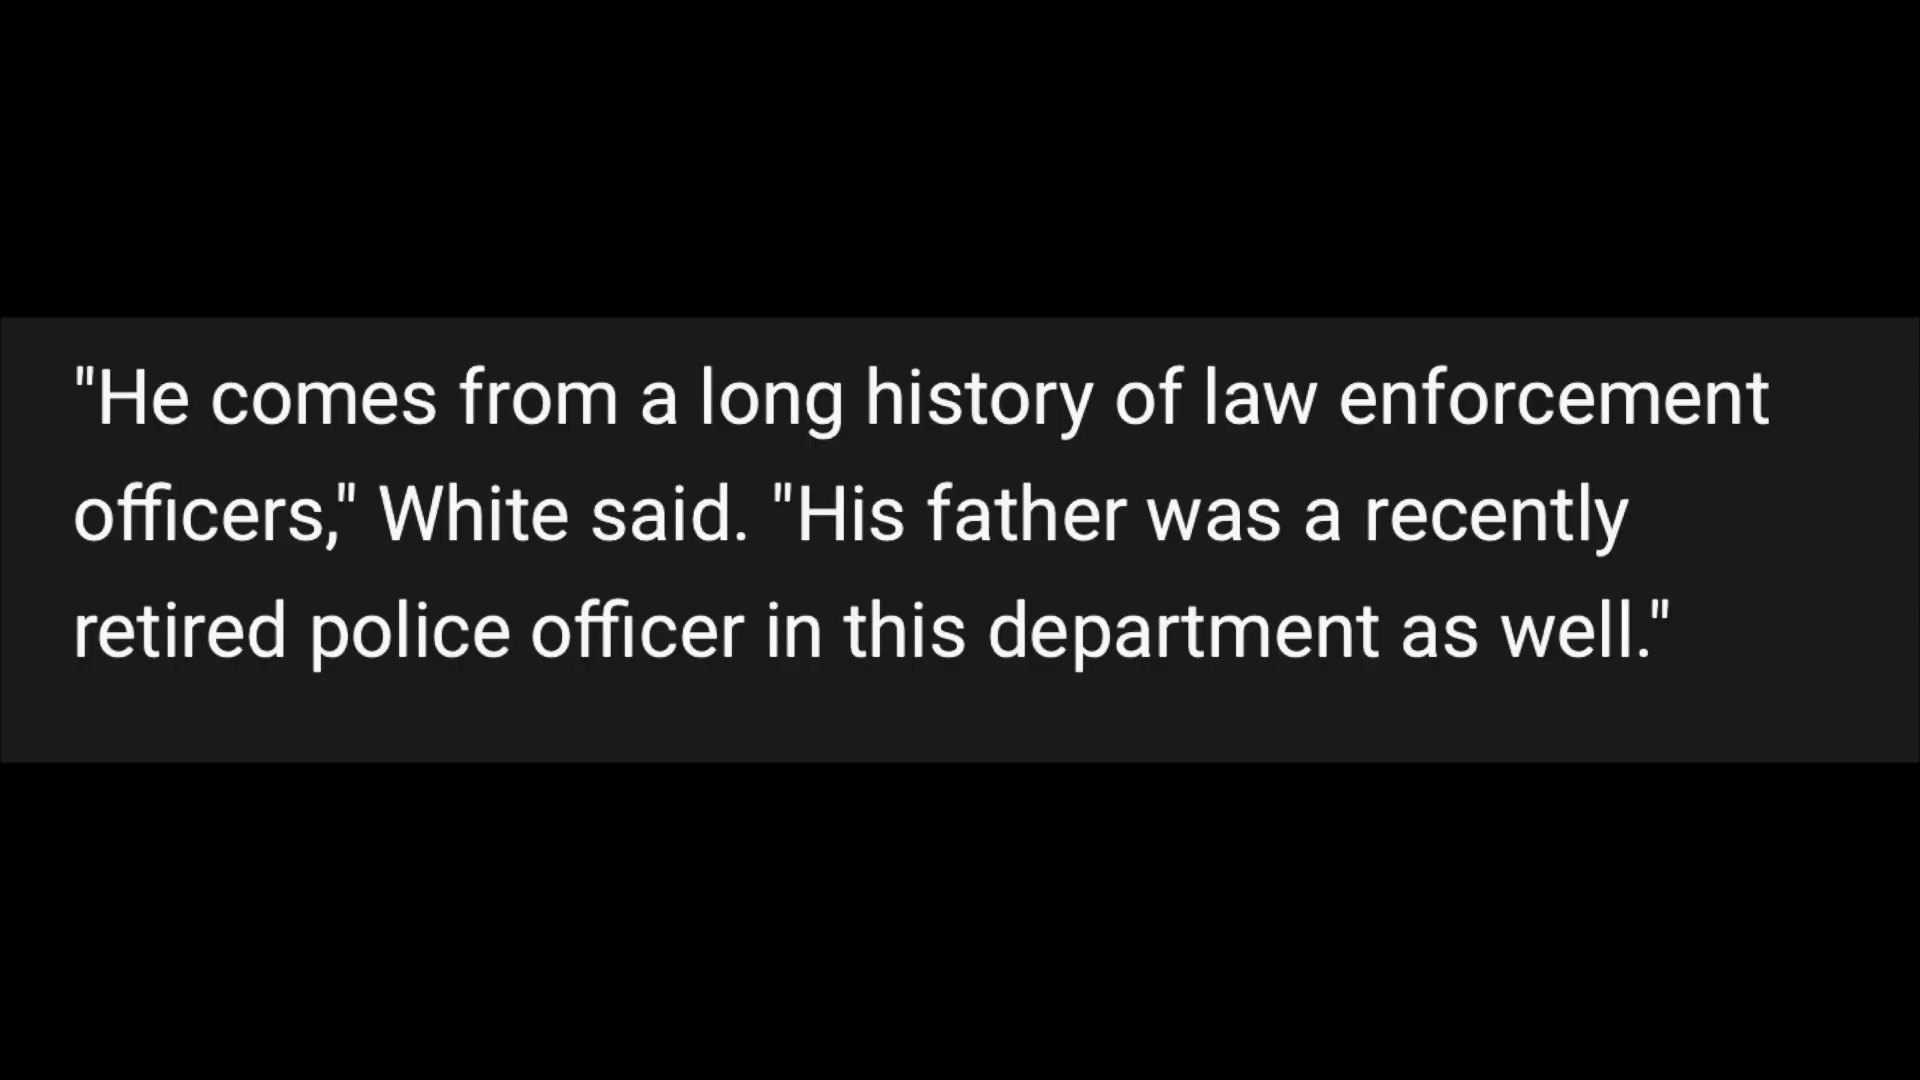 "He comes from a long history of law enforcement
officers," White said. "His father was a recently
retired police officer in this department as well."